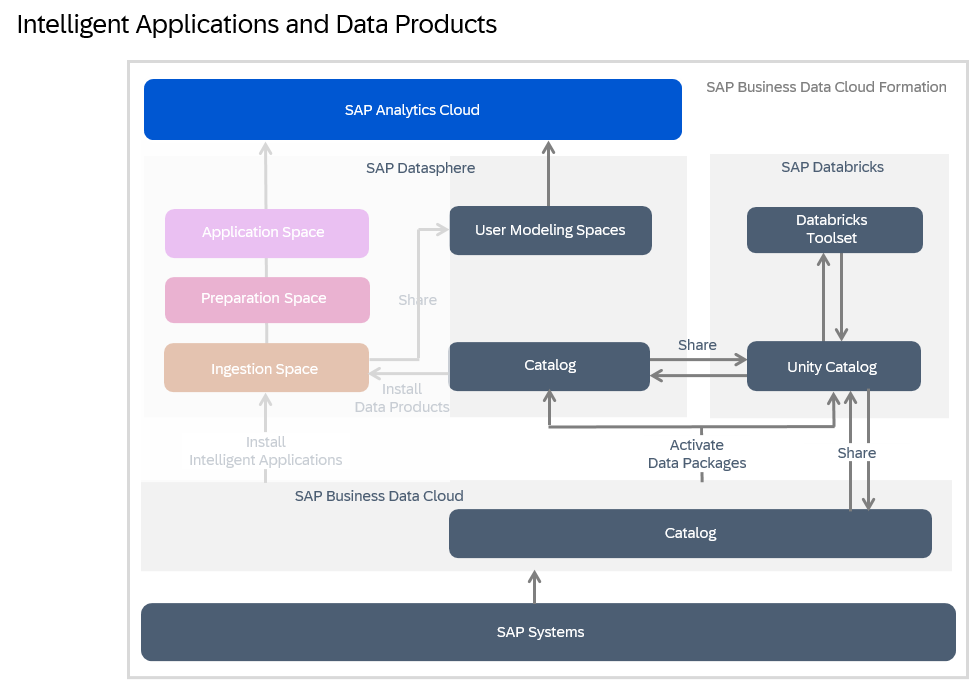 Intelligent Applications and Data Products
SAP Business Data Cloud Formation
SAP Analytics Cloud
SAP Datasphere
SAP Databricks
Application Space
User Modeling Spaces
Databricks
Toolset
Preparation Space
Share
Ingestion Space
Catalog
Share
Unity Catalog
Install
Data Products
Install
Intelligent Applications
Activate
Data Packages
Share
SAP Business Data Cloud
Catalog
SAP Systems